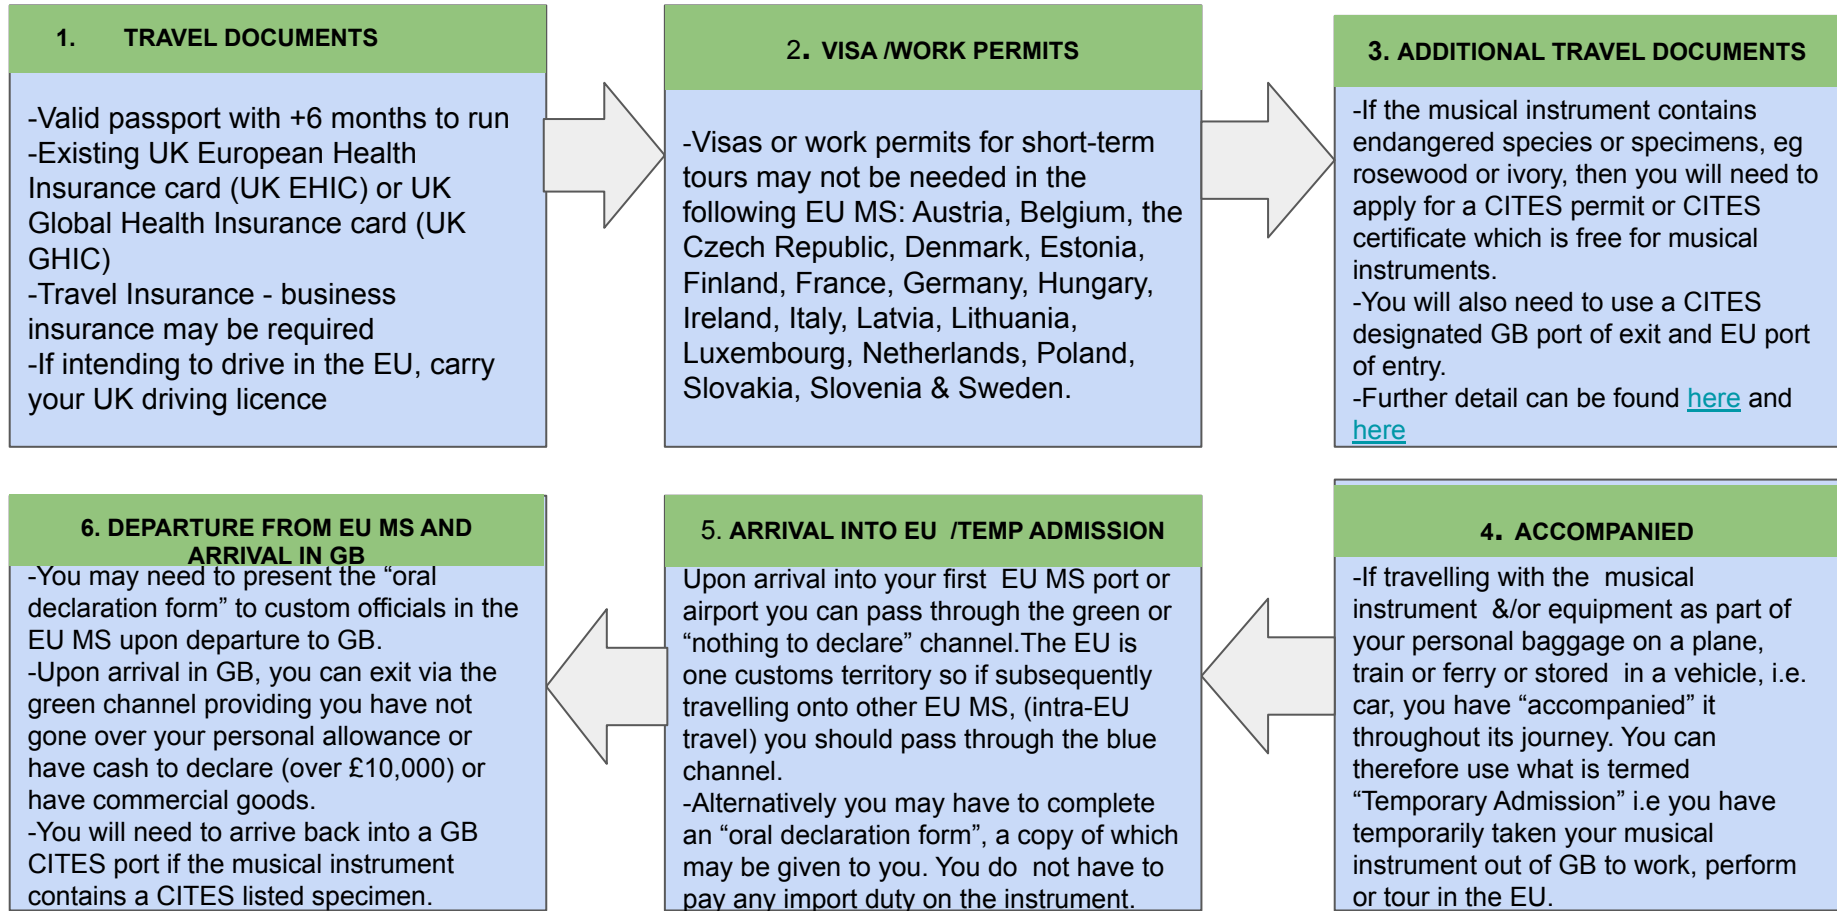 1. TRAVEL DOCUMENTS
-Valid passport with +6 months to run
-Existing UK European Health
Insurance card (UK EHIC) or UK
Global Health Insurance card (UK
GHIC)
-Travel Insurance - business
insurance may be required
-If intending to drive in the EU, carry
your UK driving licence
2. VISA /WORK PERMITS
-Visas or work permits for short-term
tours may not be needed in the
following EU MS: Austria, Belgium, the
Czech Republic, Denmark, Estonia,
Finland, France, Germany, Hungary,
Ireland, Italy, Latvia, Lithuania,
Luxembourg, Netherlands, Poland,
Slovakia, Slovenia & Sweden.
3. ADDITIONAL TRAVEL DOCUMENTS
-If the musical instrument contains
endangered species or specimens, eg
rosewood or ivory, then you will need to
apply for a CITES permit or CITES
certificate which is free for musical
instruments.
-You will also need to use a CITES
designated GB port of exit and EU port
of entry.
-Further detail can be found here and
here
4. ACCOMPANIED
-If travelling with the musical
instrument &/or equipment as part of
your personal baggage on a plane,
train or ferry or stored in a vehicle, i.e.
car, you have “accompanied” it
throughout its journey. You can
therefore use what is termed
“Temporary Admission” i.e you have
temporarily taken your musical
instrument out of GB to work, perform
or tour in the EU.
5. ARRIVAL INTO EU /TEMP ADMISSION
Upon arrival into your first EU MS port or
airport you can pass through the green or
“nothing to declare” channel.The EU is
one customs territory so if subsequently
travelling onto other EU MS, (intra-EU
travel) you should pass through the blue
channel.
-Alternatively you may have to complete
an “oral declaration form”, a copy of which
may be given to you. You do not have to
pay any import duty on the instrument.
6. DEPARTURE FROM EU MS AND
ARRIVAL IN GB
-You may need to present the “oral
declaration form” to custom officials in the
EU MS upon departure to GB.
-Upon arrival in GB, you can exit via the
green channel providing you have not
gone over your personal allowance or
have cash to declare (over £10,000) or
have commercial goods.
-You will need to arrive back into a GB
CITES port if the musical instrument
contains a CITES listed specimen.